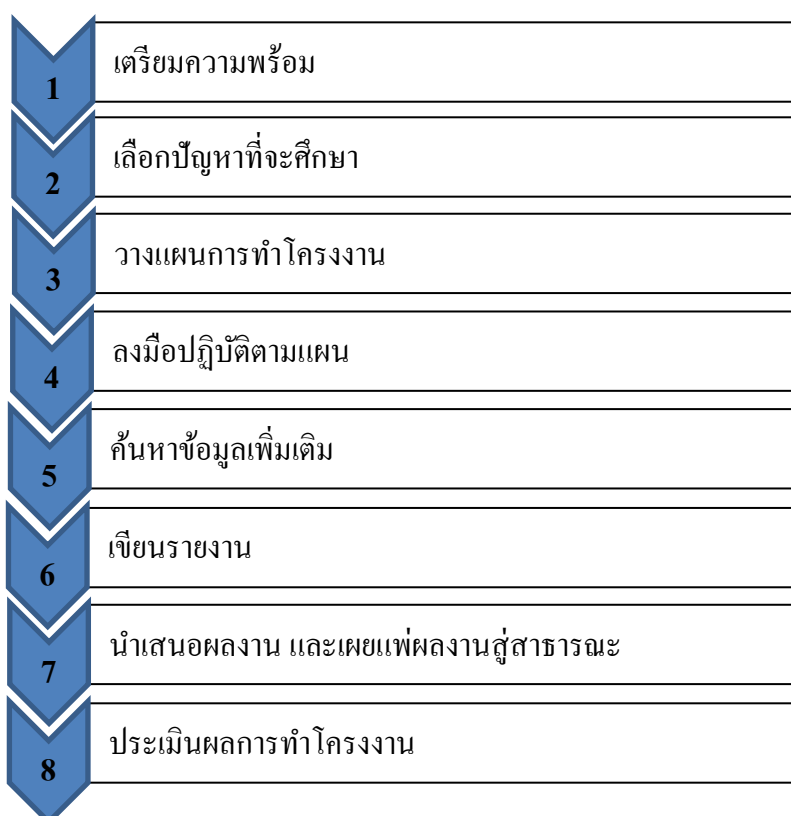 1 เตรียมความพร้อม
2 เลือกปัญหาที่จะศึกษา
3 วางแผนการทำโครงงาน
4 ลงมือปฏิบัติตามแผน
5 ค้นหาข้อมูลเพิ่มเติม
6 เขียนรายงาน
7 นำเสนอผลงาน และเผยแพ่ผลงานสู่สาธารณะ
8 ประเมินผลการทำโครงงาน